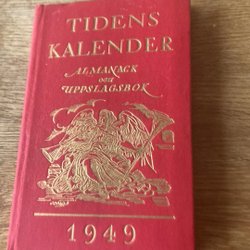 TIDENS
KALENDER
ALMANACK
OCH
UPPSLAGSBOK
1949